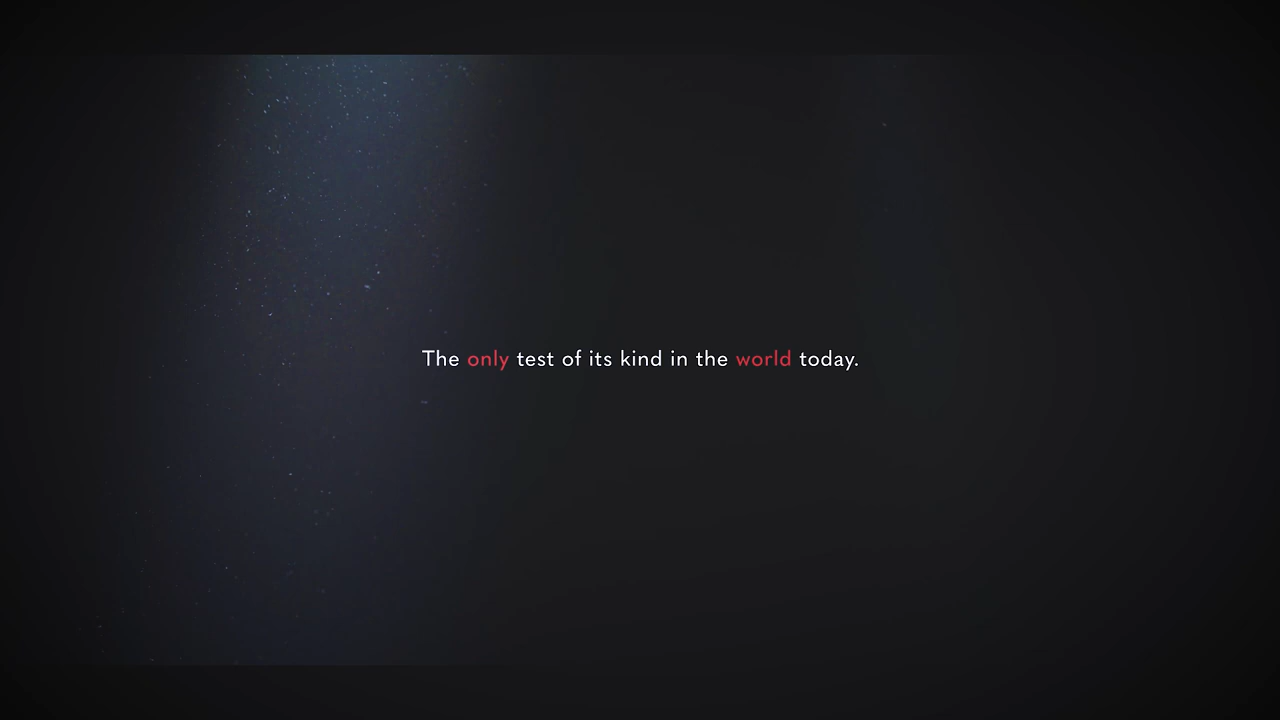 The only test of its kind in the world today.